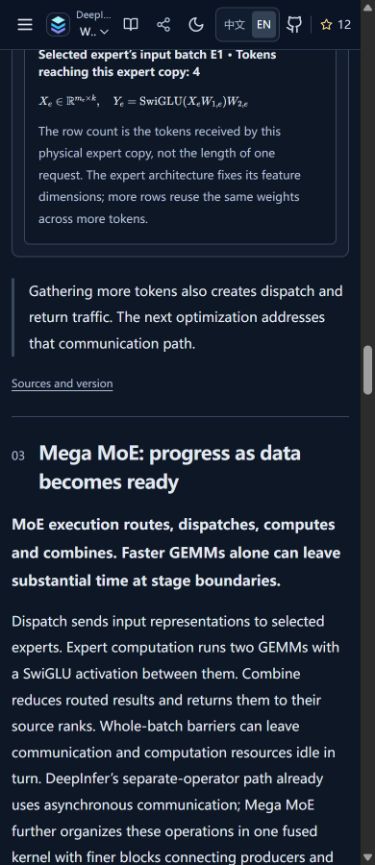 DeepI...
W..
中文
EN
12
Selected expert's input batch E1 • Tokens
reaching this expert copy: 4
Xₑ ∈ ℝ^{mₑ×k}, Yₑ = SwiGLU(XₑW₁,ₑ)W₂,ₑ
The row count is the tokens received by this
physical expert copy, not the length of one
request. The expert architecture fixes its feature
dimensions; more rows reuse the same weights
across more tokens.
Gathering more tokens also creates dispatch and
return traffic. The next optimization addresses
that communication path.
Sources and version
03 Mega MoE: progress as data
becomes ready
MoE execution routes, dispatches, computes
and combines. Faster GEMMs alone can leave
substantial time at stage boundaries.
Dispatch sends input representations to selected
experts. Expert computation runs two GEMMs with
a SwiGLU activation between them. Combine
reduces routed results and returns them to their
source ranks. Whole-batch barriers can leave
communication and computation resources idle in
turn. DeepInfer's separate-operator path already
uses asynchronous communication; Mega MoE
further organizes these operations in one fused
kernel with finer blocks connecting producers and